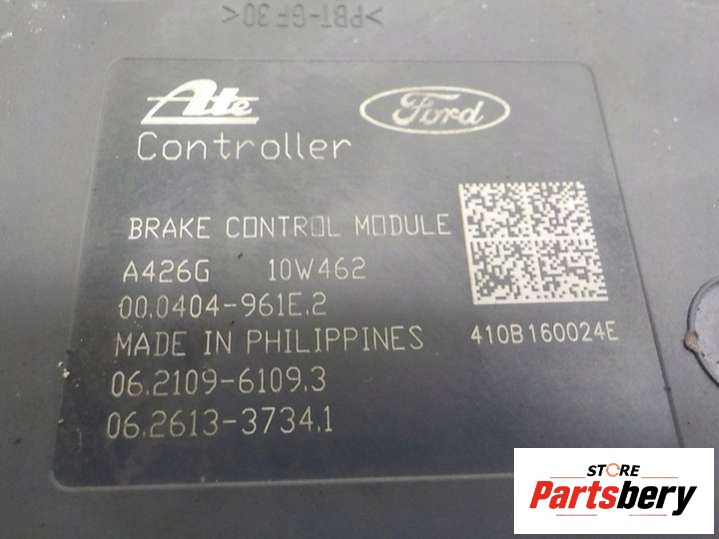 >PBT-GF30<
Ate
Ford
Controller
BRAKE CONTROL MODULE
A426G 10W462
00.0404-961E.2
MADE IN PHILIPPINES
410B160024E
06.2109-6109.3
06.2613-3734.1
STORE
Partsbery